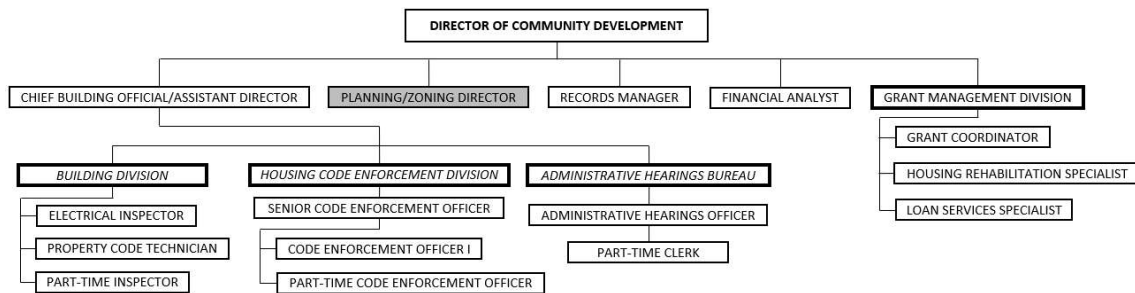 DIRECTOR OF COMMUNITY DEVELOPMENT
CHIEF BUILDING OFFICIAL/ASSISTANT DIRECTOR
PLANNING/ZONING DIRECTOR
RECORDS MANAGER
FINANCIAL ANALYST
GRANT MANAGEMENT DIVISION
GRANT COORDINATOR
HOUSING REHABILITATION SPECIALIST
LOAN SERVICES SPECIALIST
BUILDING DIVISION
ELECTRICAL INSPECTOR
PROPERTY CODE TECHNICIAN
PART-TIME INSPECTOR
HOUSING CODE ENFORCEMENT DIVISION
SENIOR CODE ENFORCEMENT OFFICER
CODE ENFORCEMENT OFFICER I
PART-TIME CODE ENFORCEMENT OFFICER
ADMINISTRATIVE HEARINGS BUREAU
ADMINISTRATIVE HEARINGS OFFICER
PART-TIME CLERK